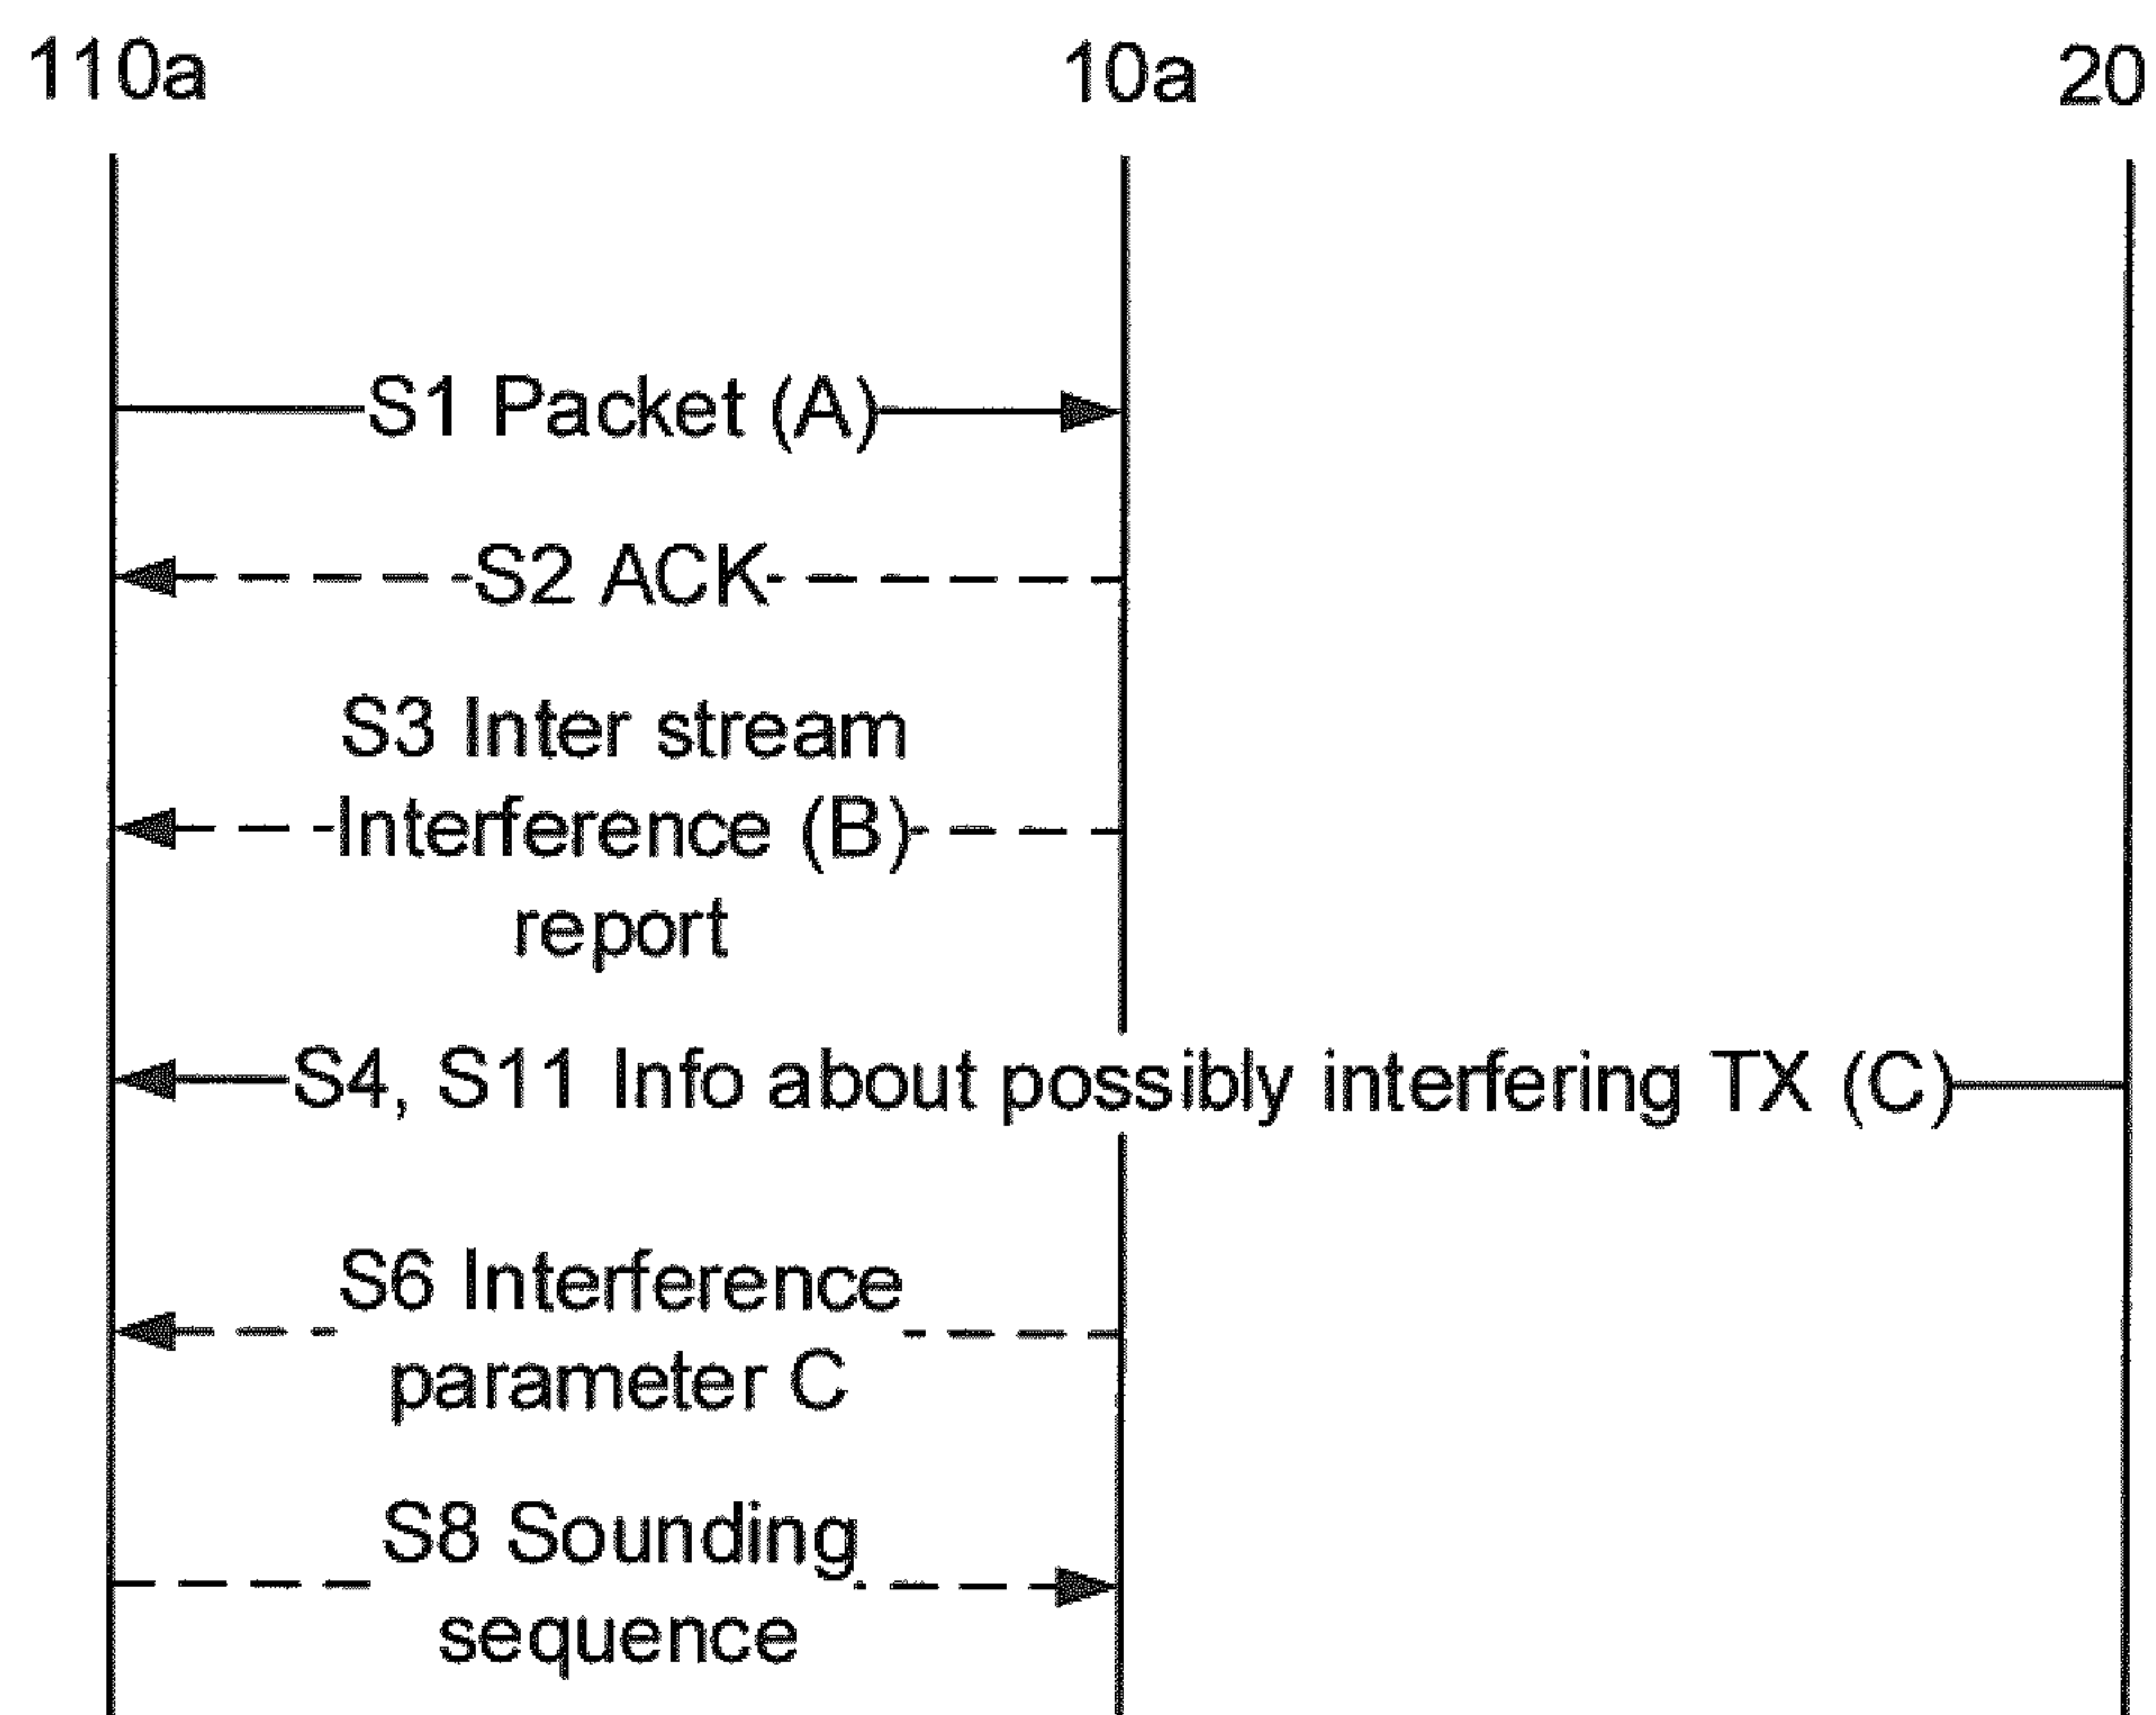 110a 10a 20
S1 Packet (A)
S2 ACK
S3 Inter stream
Interference (B)
report
S4, S11 Info about possibly interfering TX (C)
S6 Interference
parameter C
S8 Sounding
sequence